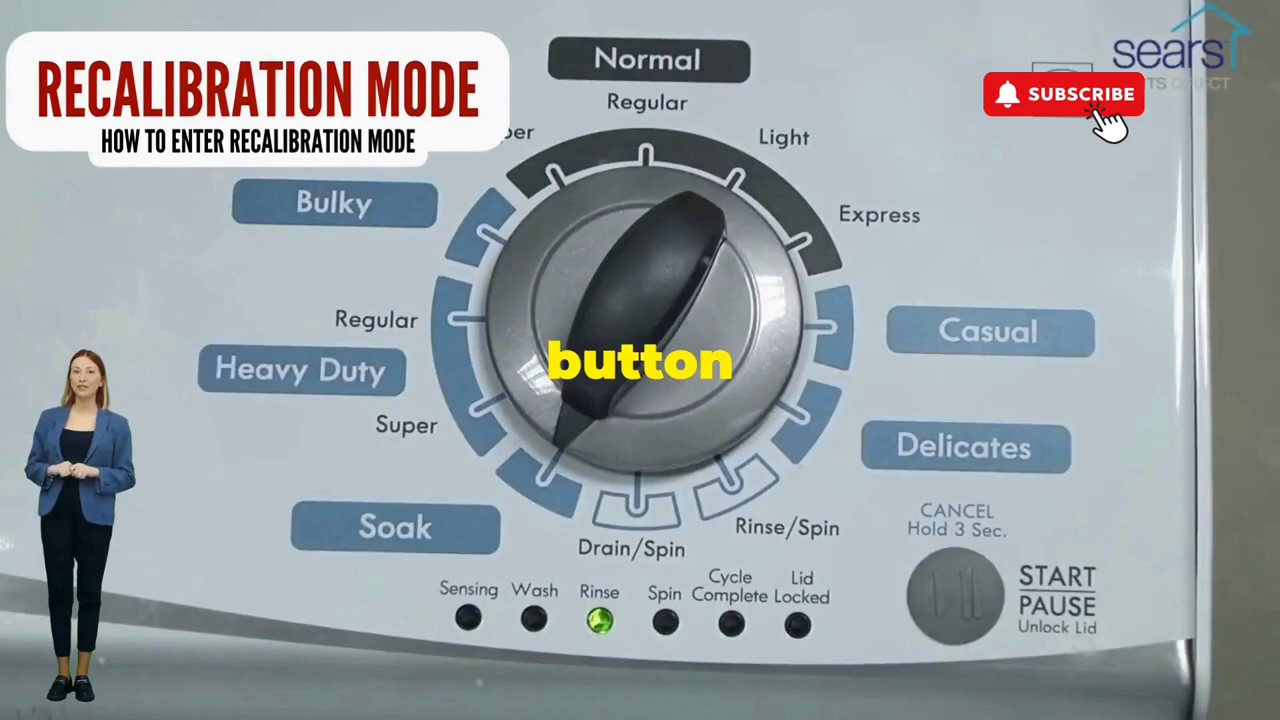 sears
RECALIBRATION MODE
HOW TO ENTER RECALIBRATION MODE
SUBSCRIBE
DIRECT
Normal
Regular
Light
Bulky
Express
Regular
Casual
Heavy Duty
button
Super
Delicates
Soak
CANCEL
Hold 3 Sec.
Rinse/Spin
Drain/Spin
Sensing
Wash
Rinse
Spin
Cycle
Complete
Lid
Locked
START
PAUSE
Unlock Lid